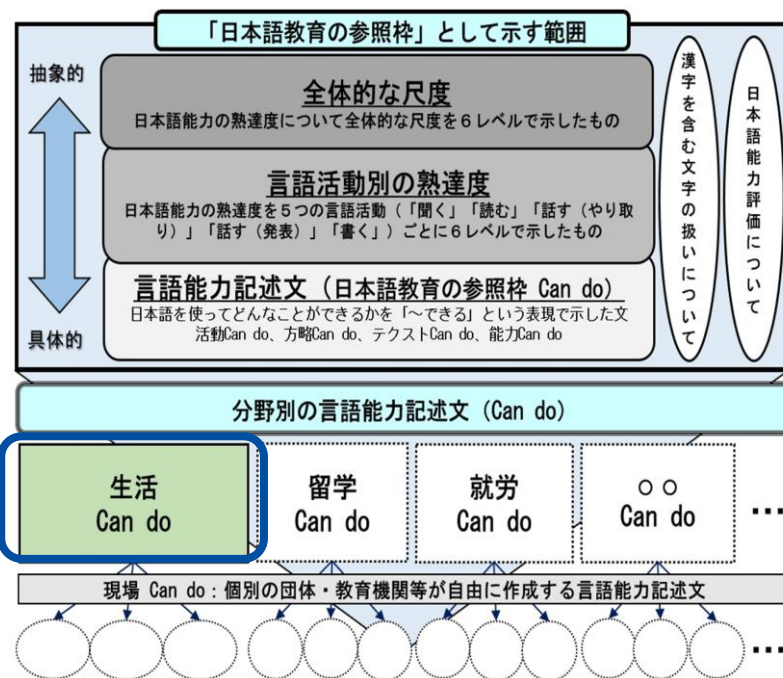 「日本語教育の参照枠」として示す範囲
抽象的
具体的
全体的な尺度
日本語能力の熟達度について全体的な尺度を6レベルで示したもの
言語活動別の熟達度
日本語能力の熟達度を5つの言語活動（「聞く」「読む」「話す（やり取
り）」「話す（発表）」「書く」）ごとに6レベルで示したもの
言語能力記述文（日本語教育の参照枠 Can do）
日本語を使ってどんなことができるかを「～できる」という表現で示した文
活動Can do、方略Can do、テクストCan do、能力Can do
漢字を含む文字の扱いについて
日本語能力評価について
分野別の言語能力記述文（Can do）
生活
Can do
留学
Can do
就労
Can do
○○
Can do
…
現場 Can do：個別の団体・教育機関等が自由に作成する言語能力記述文
…